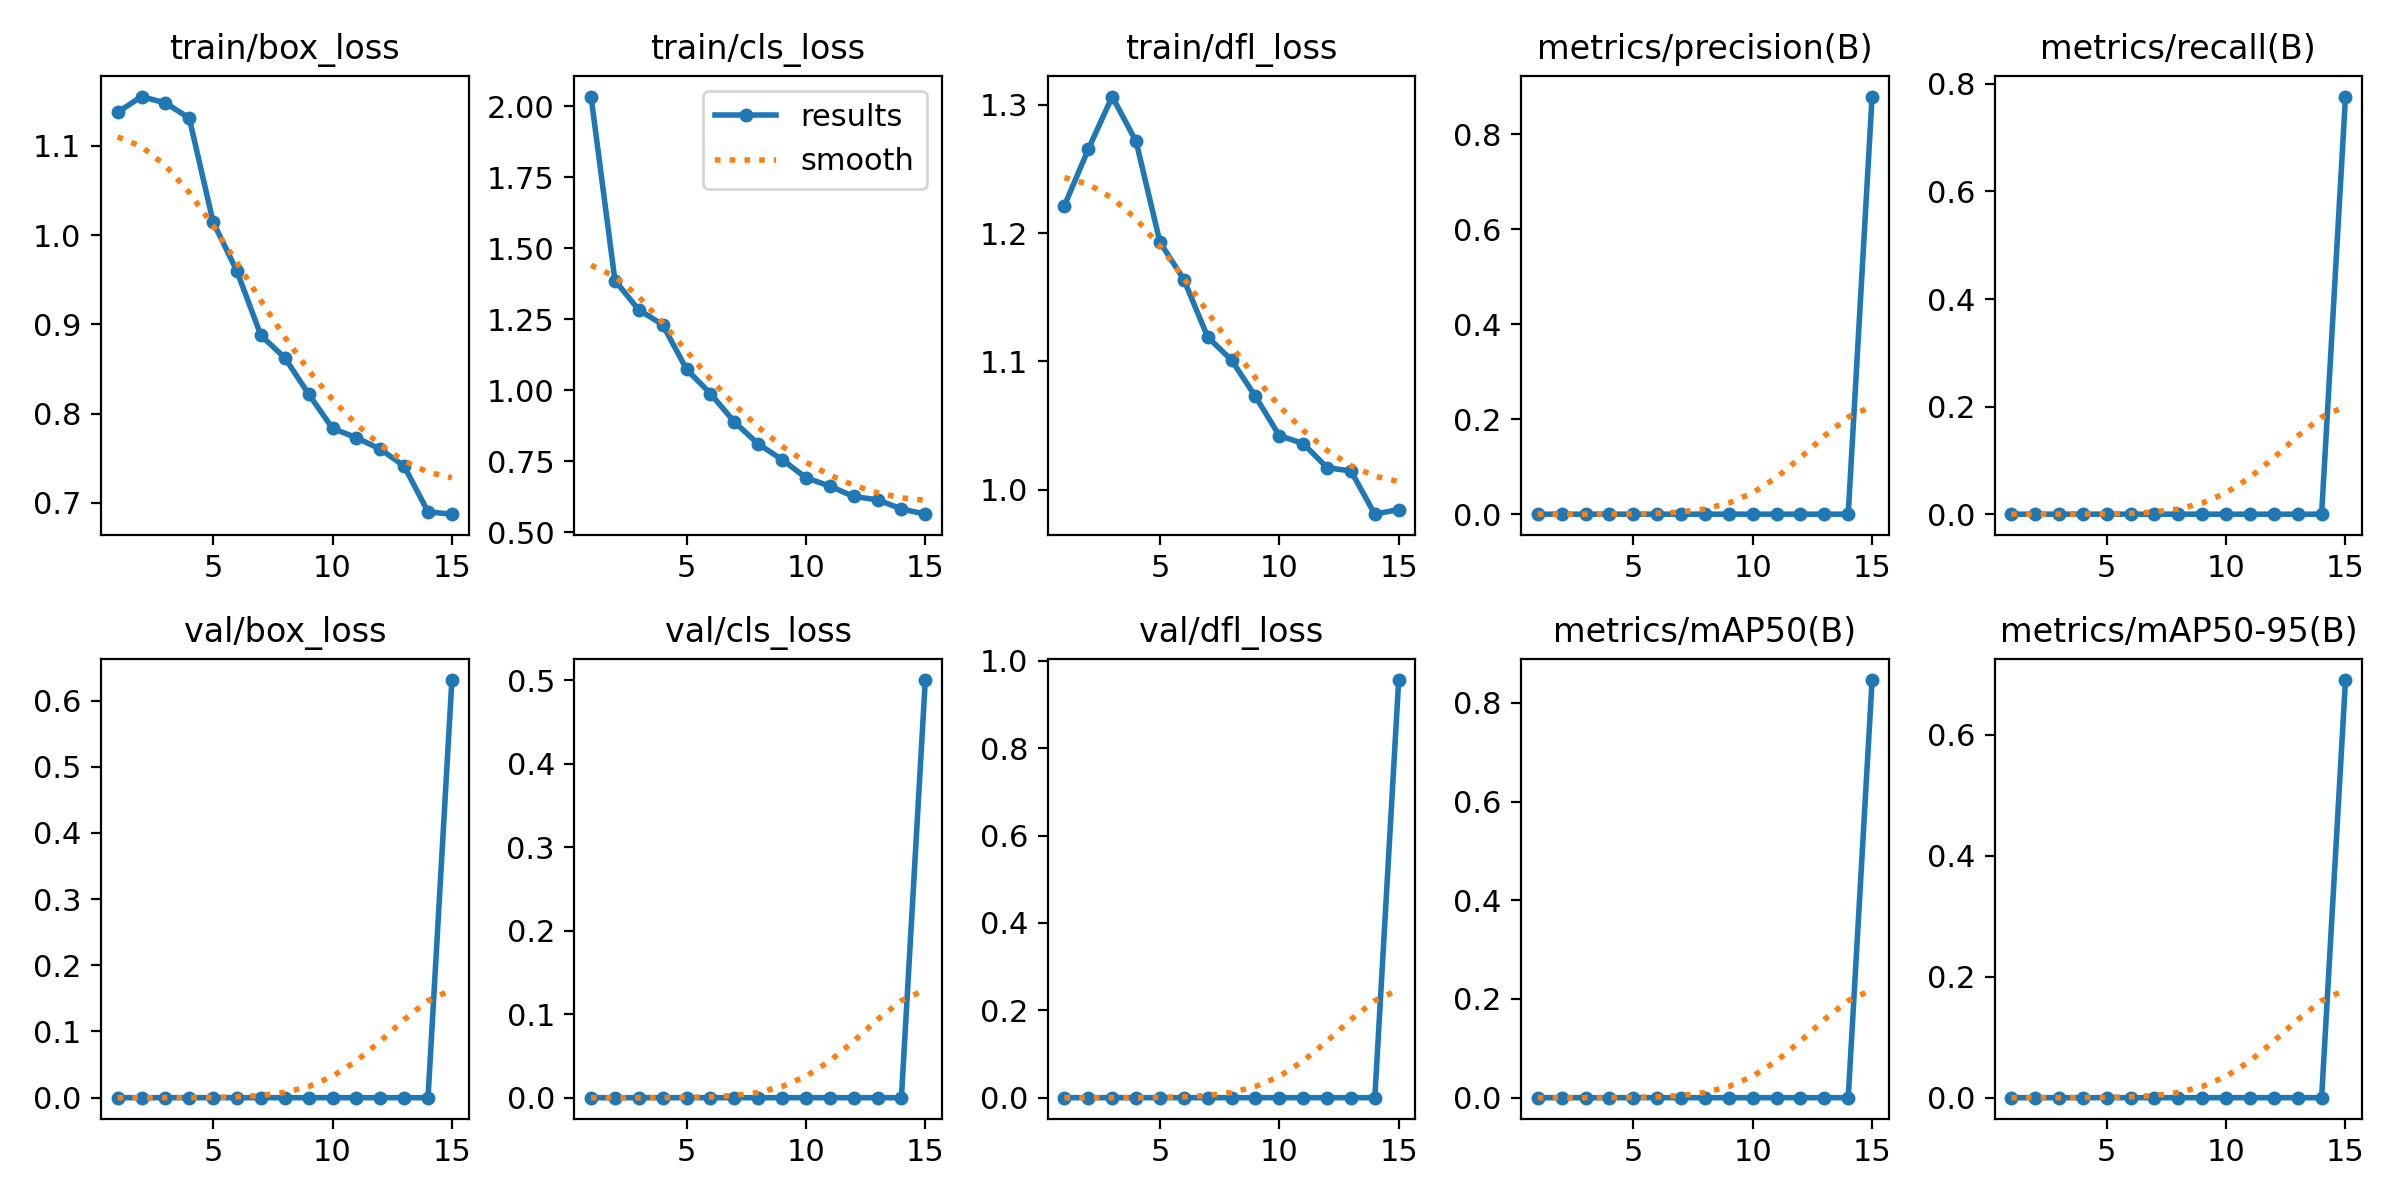 train/box_loss
1.1
1.0
0.9
0.8
0.7
5 10 15
train/cls_loss
results
smooth
2.00
1.75
1.50
1.25
1.00
0.75
0.50
5 10 15
train/dfl_loss
1.3
1.2
1.1
1.0
5 10 15
metrics/precision(B)
0.8
0.6
0.4
0.2
0.0
5 10 15
metrics/recall(B)
0.8
0.6
0.4
0.2
0.0
5 10 15
val/box_loss
0.6
0.5
0.4
0.3
0.2
0.1
0.0
5 10 15
val/cls_loss
0.5
0.4
0.3
0.2
0.1
0.0
5 10 15
val/dfl_loss
1.0
0.8
0.6
0.4
0.2
0.0
5 10 15
metrics/mAP50(B)
0.8
0.6
0.4
0.2
0.0
5 10 15
metrics/mAP50-95(B)
0.6
0.4
0.2
0.0
5 10 15